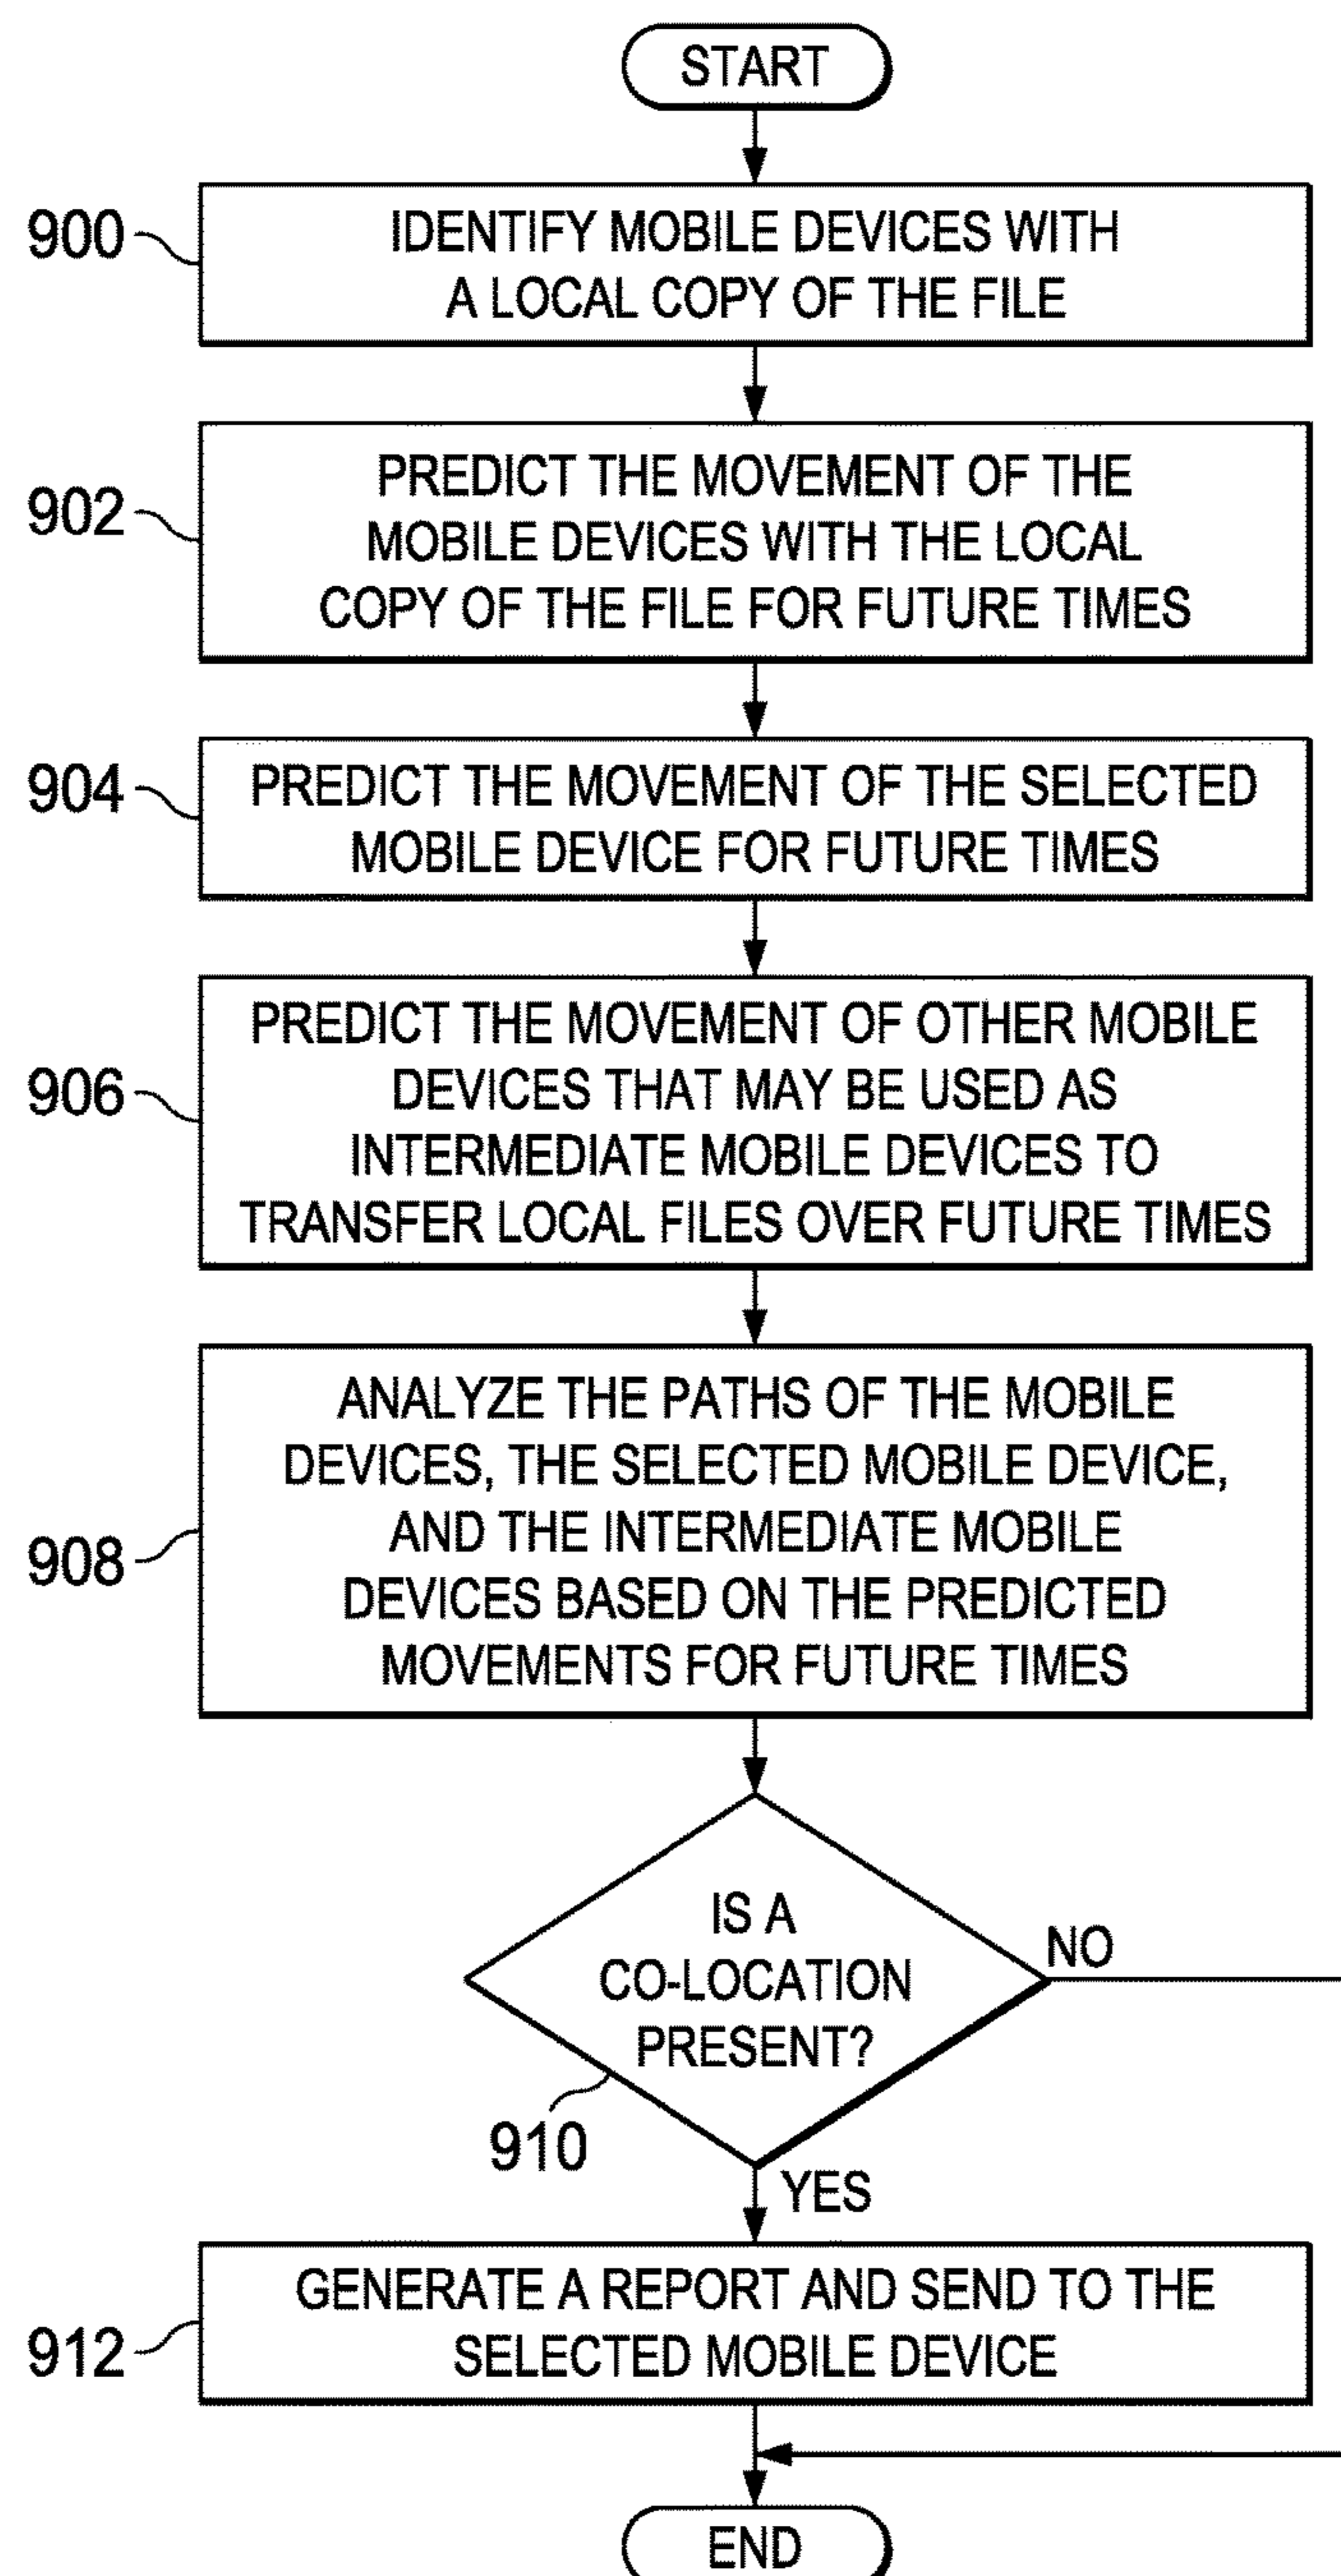 START
900
IDENTIFY MOBILE DEVICES WITH
A LOCAL COPY OF THE FILE
902
PREDICT THE MOVEMENT OF THE
MOBILE DEVICES WITH THE LOCAL
COPY OF THE FILE FOR FUTURE TIMES
904
PREDICT THE MOVEMENT OF THE SELECTED
MOBILE DEVICE FOR FUTURE TIMES
906
PREDICT THE MOVEMENT OF OTHER MOBILE
DEVICES THAT MAY BE USED AS
INTERMEDIATE MOBILE DEVICES TO
TRANSFER LOCAL FILES OVER FUTURE TIMES
908
ANALYZE THE PATHS OF THE MOBILE
DEVICES, THE SELECTED MOBILE DEVICE,
AND THE INTERMEDIATE MOBILE
DEVICES BASED ON THE PREDICTED
MOVEMENTS FOR FUTURE TIMES
IS A
CO-LOCATION
PRESENT?
NO
910
YES
912
GENERATE A REPORT AND SEND TO THE
SELECTED MOBILE DEVICE
END